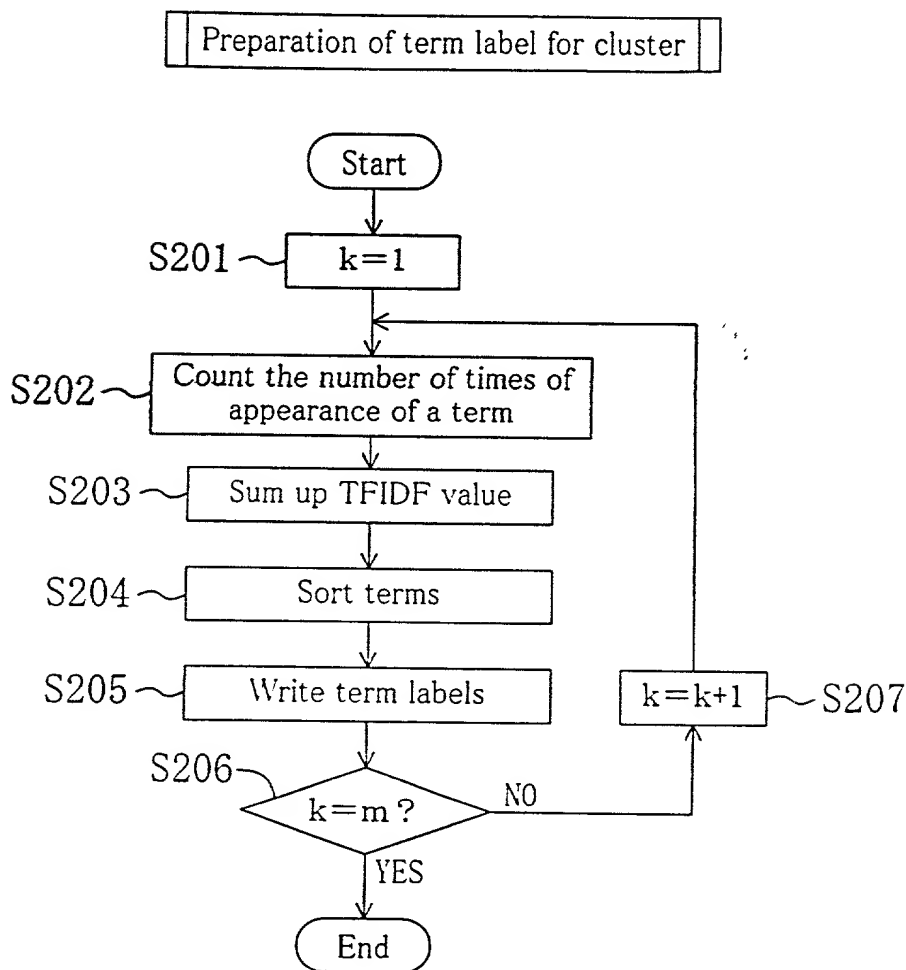 Preparation of term label for cluster
Start
S201
k=1
S202
Count the number of times of
appearance of a term
S203
Sum up TFIDF value
S204
Sort terms
S205
Write term labels
k=k+1
S207
S206
k=m?
NO
YES
End